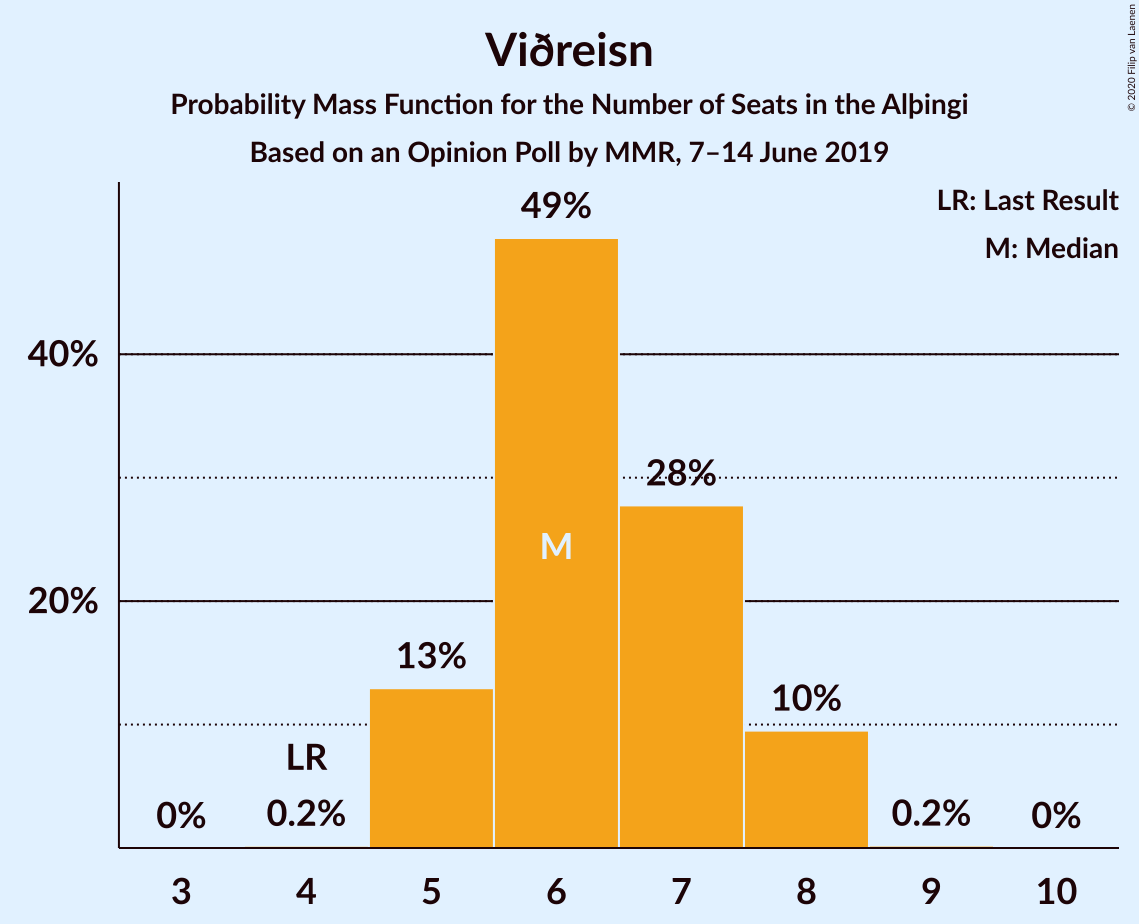 Viðreisn
Probability Mass Function for the Number of Seats in the Alþingi
Based on an Opinion Poll by MMR, 7–14 June 2019
© 2020 Filip van Laenen
LR: Last Result
M: Median
49%
40%
28%
M
20%
13%
10%
LR
0%
0.2%
0.2%
0%
3
4
5
6
7
8
9
10